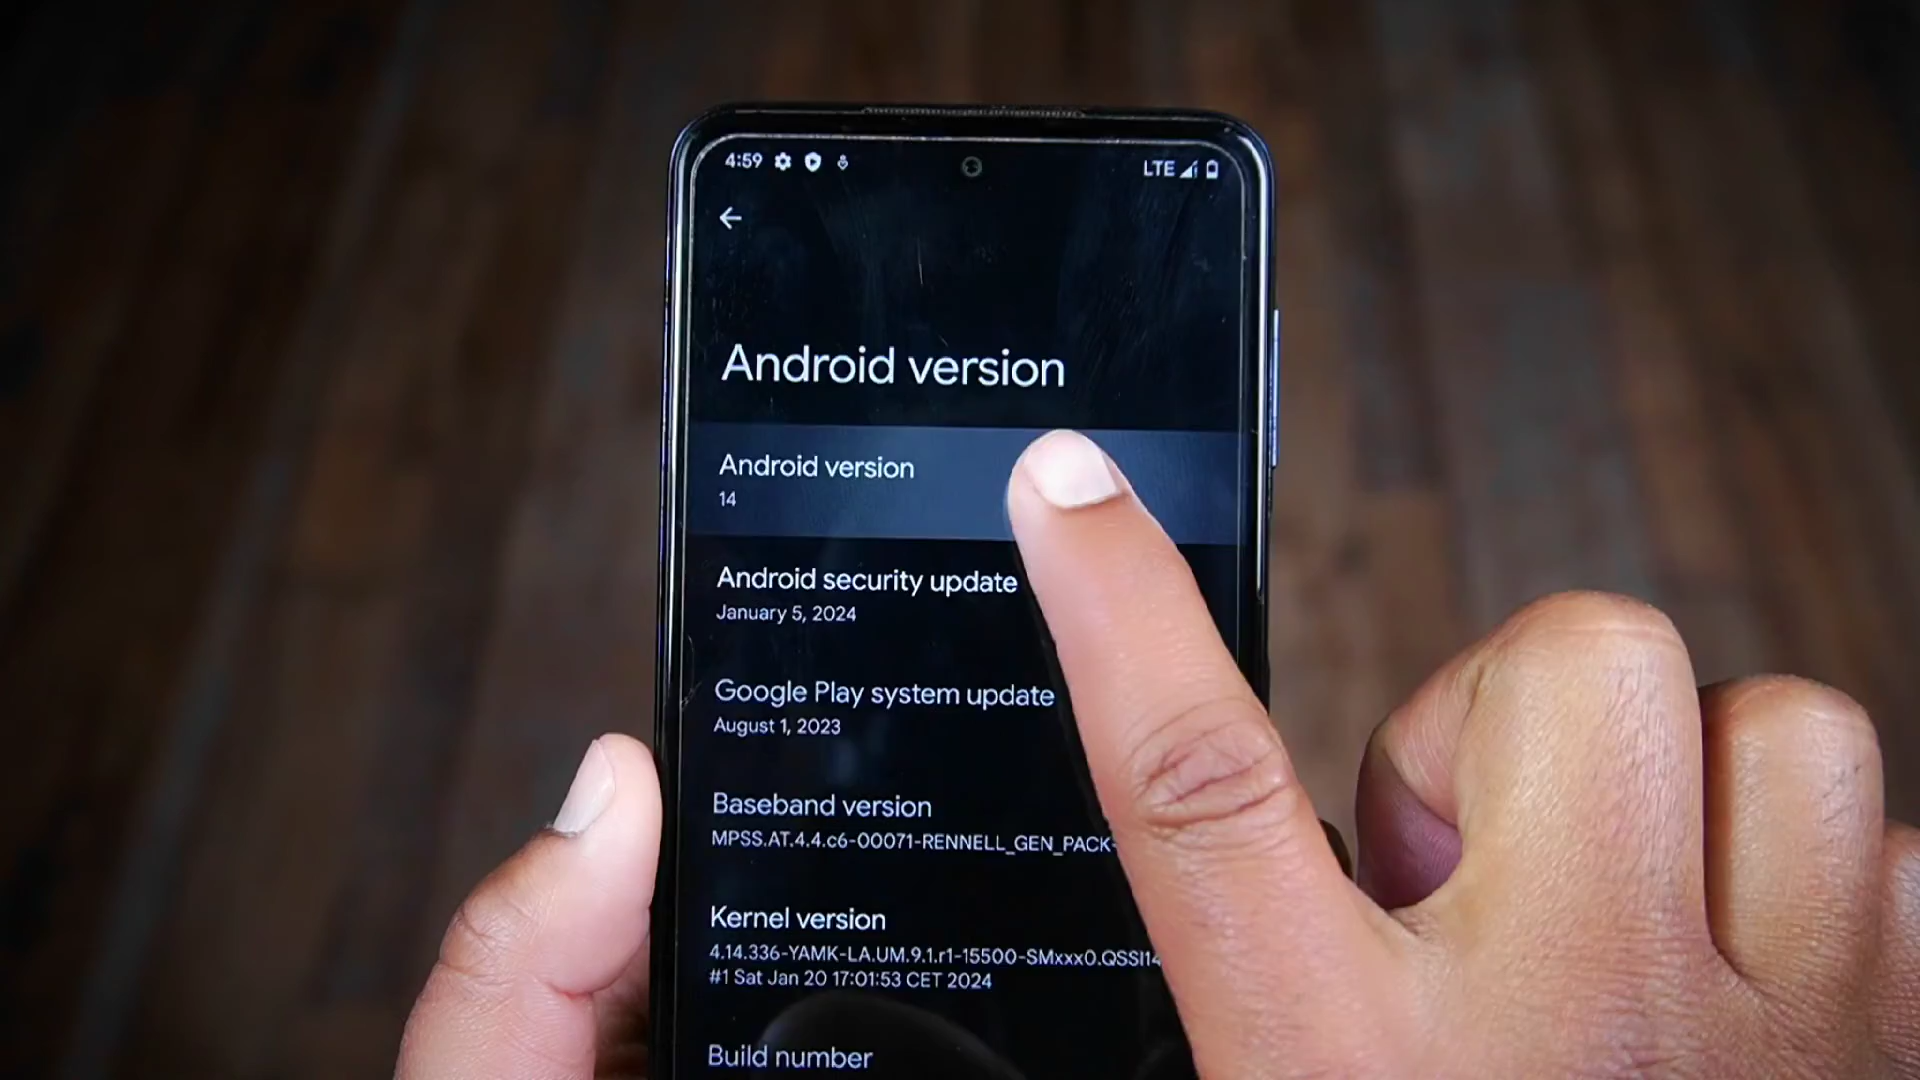 4:59
LTE
Android version
Android version
14
Android security update
January 5, 2024
Google Play system update
August 1, 2023
Baseband version
MPSS.AT.4.4.c6-00071-RENNELL_GEN_PACK-
Kernel version
4.14.336-YAMK-LA.UM.9.1.r1-15500-SMxxx0.QSSI14
#1 Sat Jan 20 17:01:53 CET 2024
Build number